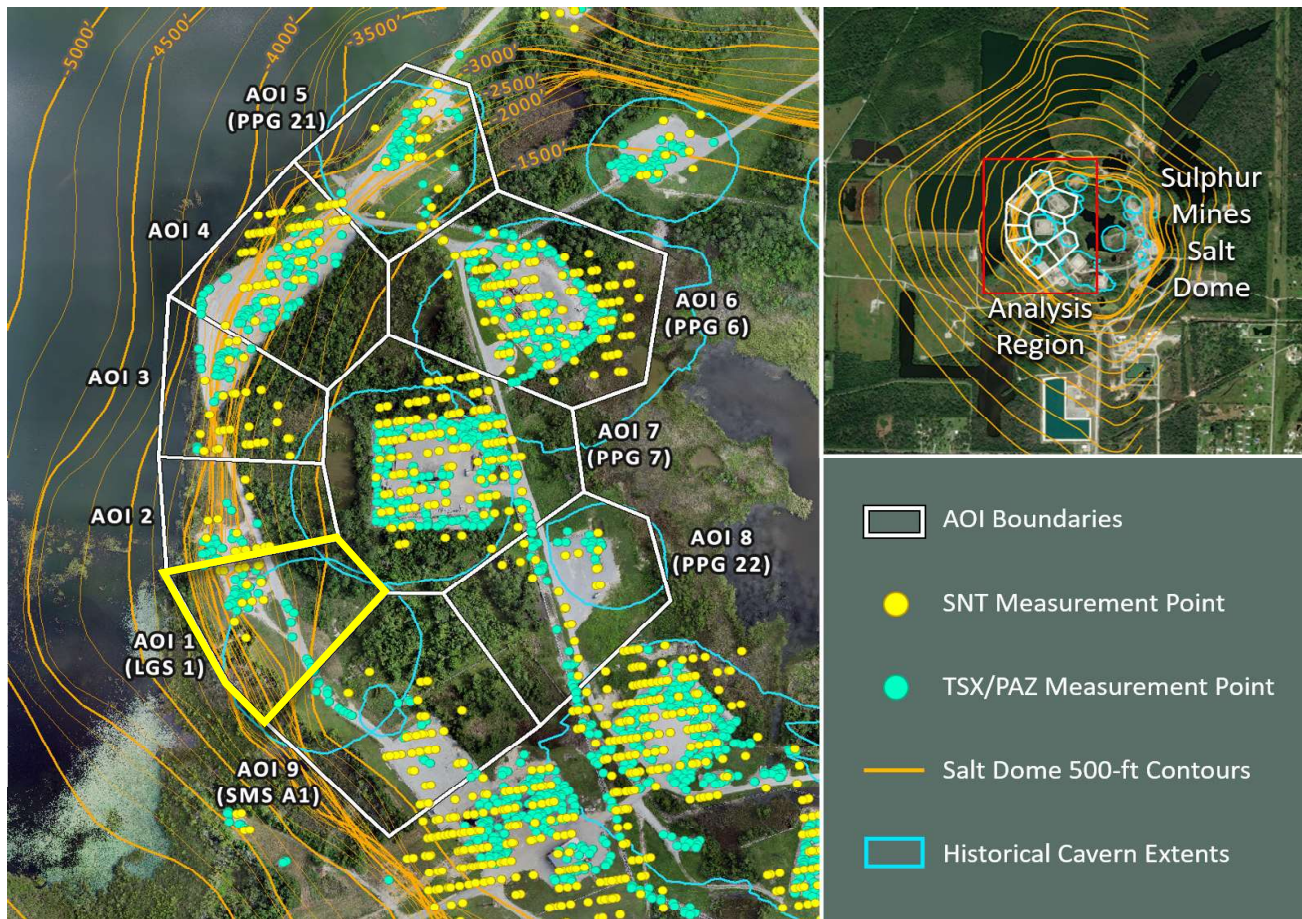 -5000'
-4500'
-4000'
-3500'
-3000'
-2500'
-2000'
-1500'
AOI 5
(PPG 21)
AOI 4
AOI 3
AOI 2
AOI 1
(LGS 1)
AOI 9
(SMS A1)
AOI 6
(PPG 6)
AOI 7
(PPG 7)
AOI 8
(PPG 22)
Sulphur
Mines
Salt
Dome
Analysis
Region
AOI Boundaries
SNT Measurement Point
TSX/PAZ Measurement Point
Salt Dome 500-ft Contours
Historical Cavern Extents